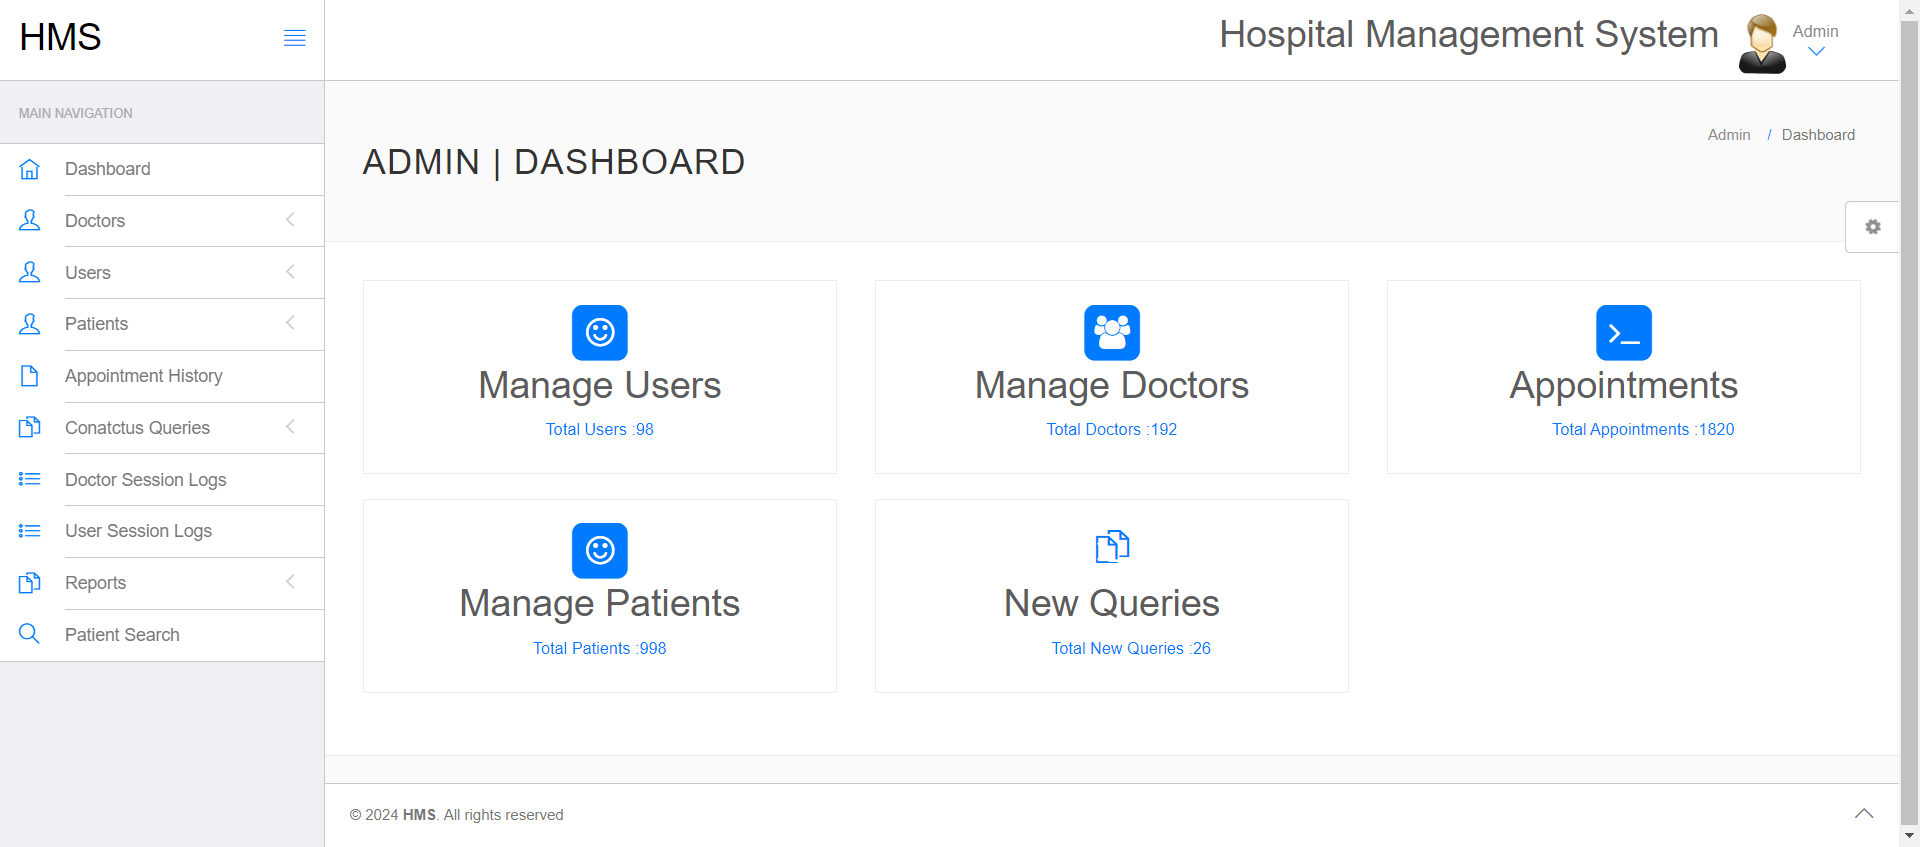 HMS
Hospital Management System
Admin
MAIN NAVIGATION
Dashboard
Doctors
Users
Patients
Appointment History
Conatctus Queries
Doctor Session Logs
User Session Logs
Reports
Patient Search
ADMIN | DASHBOARD
Admin / Dashboard
Manage Users
Total Users :98
Manage Doctors
Total Doctors :192
Appointments
Total Appointments :1820
Manage Patients
Total Patients :998
New Queries
Total New Queries :26
© 2024 HMS. All rights reserved